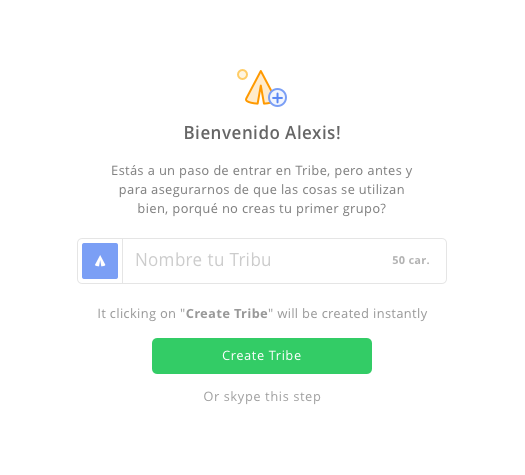 Bienvenido Alexis!
Estás a un paso de entrar en Tribe, pero antes y
para asegurarnos de que las cosas se utilizan
bien, porqué no creas tu primer grupo?
Nombre tu Tribu
50 car.
It clicking on "Create Tribe" will be created instantly
Create Tribe
Or skype this step